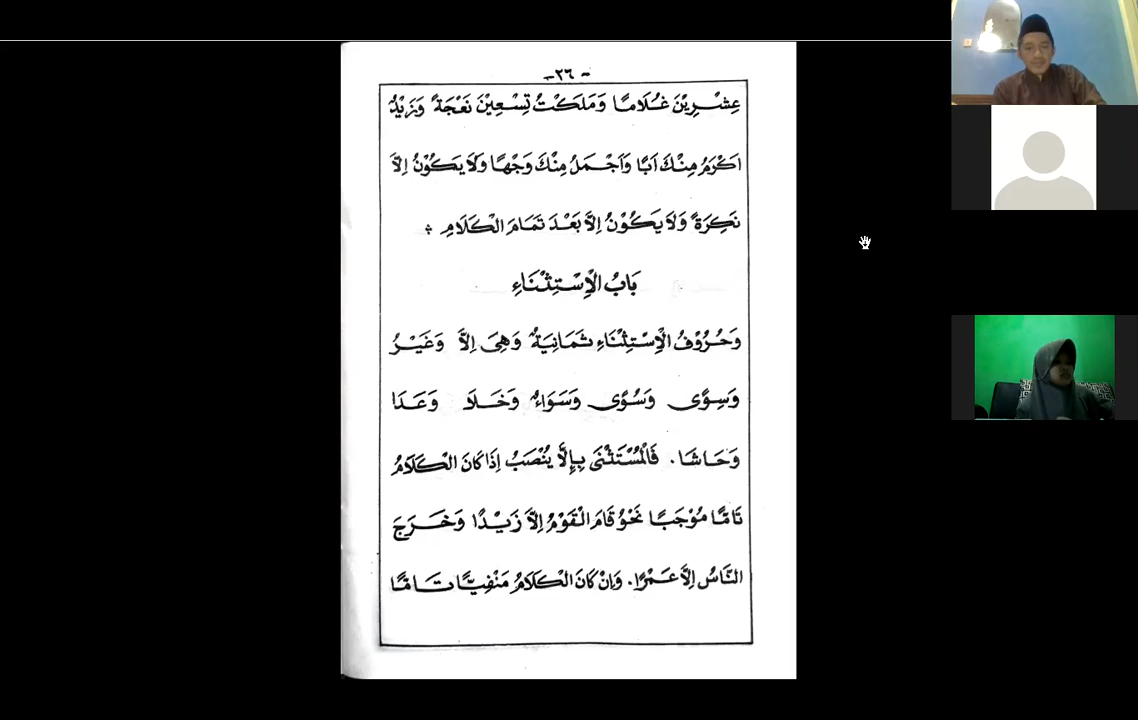 -٢٦-
عِشْرِيْنَ غُلَامًا وَمَلَكْتُ تِسْعِيْنَ نَعْجَةً وَزَيْدٌ
اَكْرَمُ مِنْكَ اَبًا وَاَجْمَلُ مِنْكَ وَجْهًا وَلَا يَكُوْنُ اِلَّا
نَكِرَةً وَلَا يَكُوْنُ اِلَّا بَعْدَ تَمَامِ الْكَلَامِ
بَابُ الْاِسْتِثْنَاءِ
وَحُرُوْفُ الْاِسْتِثْنَاءِ ثَمَانِيَةٌ وَهِيَ اِلَّا وَغَيْرُ
وَسِوًى وَسُوًى وَسَوَاءٌ وَخَلَا وَعَدَا
وَحَاشَا. فَالْمُسْتَثْنَى بِاِلَّا يُنْصَبُ اِذَا كَانَ الْكَلَامُ
تَامًّا مُوْجَبًا نَحْوُ قَامَ الْقَوْمُ اِلَّا زَيْدًا وَخَرَجَ
النَّاسُ اِلَّا عَمْرًا. وَاِنْ كَانَ الْكَلَامُ مَنْفِيًّا تَامًّا